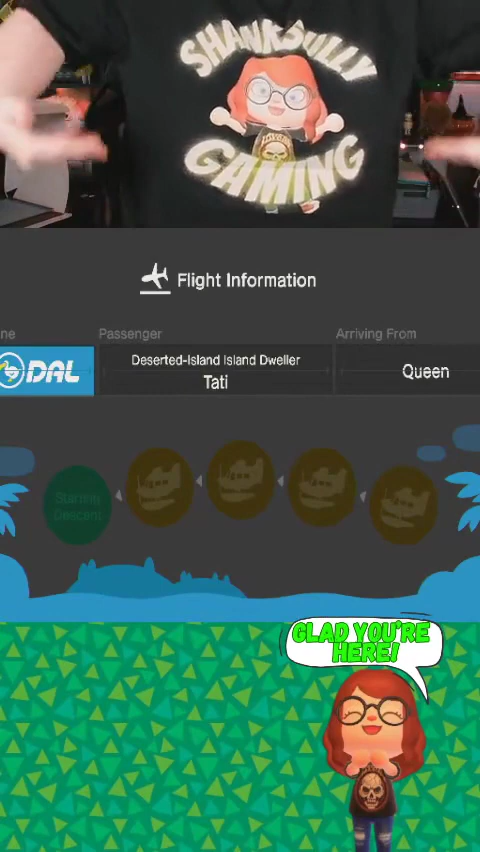 SHANKSULLY
GAMING
Flight Information
ne
Passenger
Arriving From
DAL
Deserted-Island Island Dweller
Tati
Queen
Starting
Descent
GLAD YOU'RE
HERE!